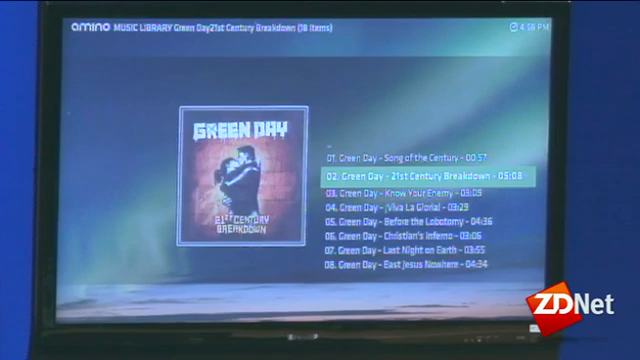 amino MUSIC LIBRARY Green Day21st Century Breakdown (18 items)
4:56 PM
GREEN DAY
21ST CENTURY
BREAKDOWN
01. Green Day - Song of the Century - 00:57
02. Green Day - 21st Century Breakdown - 05:08
03. Green Day - Know Your Enemy - 03:09
04. Green Day - ¡Viva La Gloria! - 03:29
05. Green Day - Before the Lobotomy - 04:36
06. Green Day - Christian's Inferno - 03:06
07. Green Day - Last Night on Earth - 03:55
08. Green Day - East Jesus Nowhere - 04:34
ZDNet